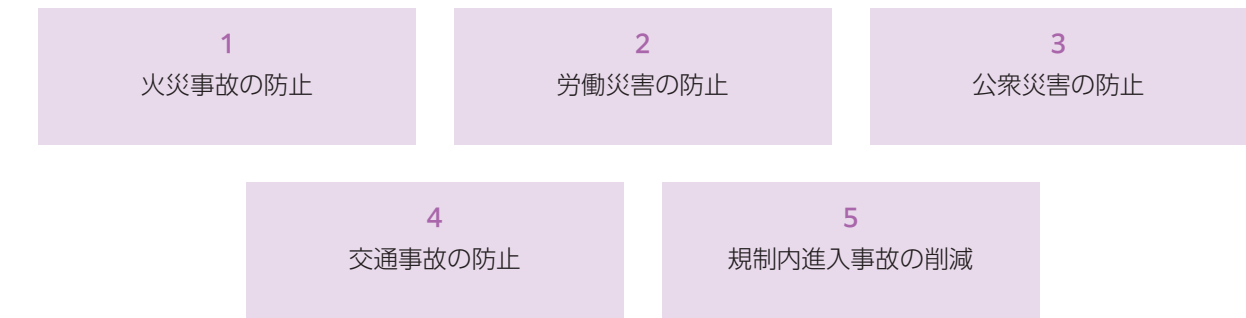 1
火災事故の防止
2
労働災害の防止
3
公衆災害の防止
4
交通事故の防止
5
規制内進入事故の削減